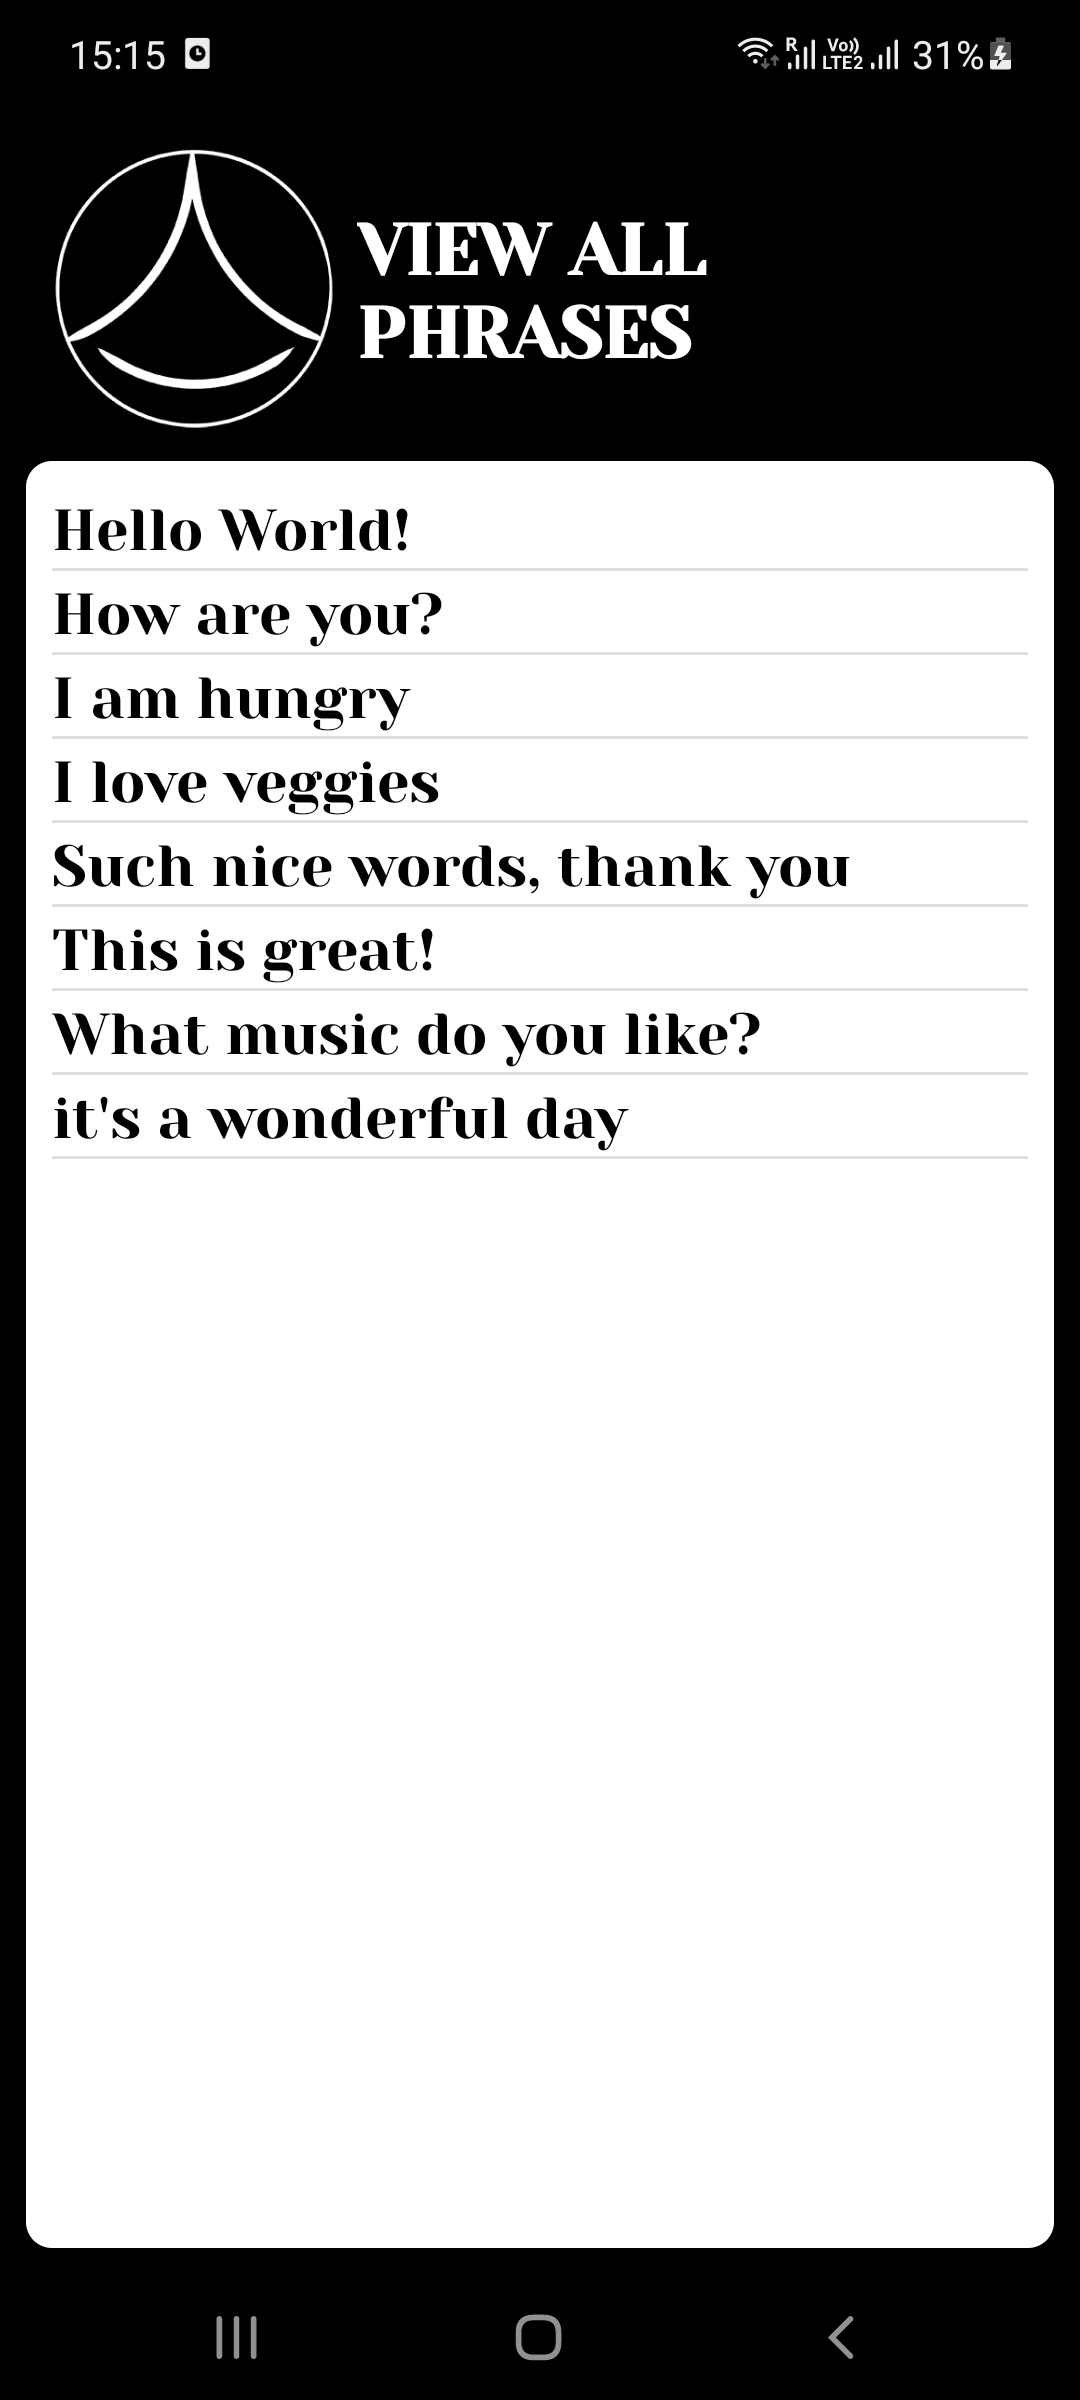 15:15
R Vo)) LTE2 31%
VIEW ALL
PHRASES
Hello World!
How are you?
I am hungry
I love veggies
Such nice words, thank you
This is great!
What music do you like?
it's a wonderful day